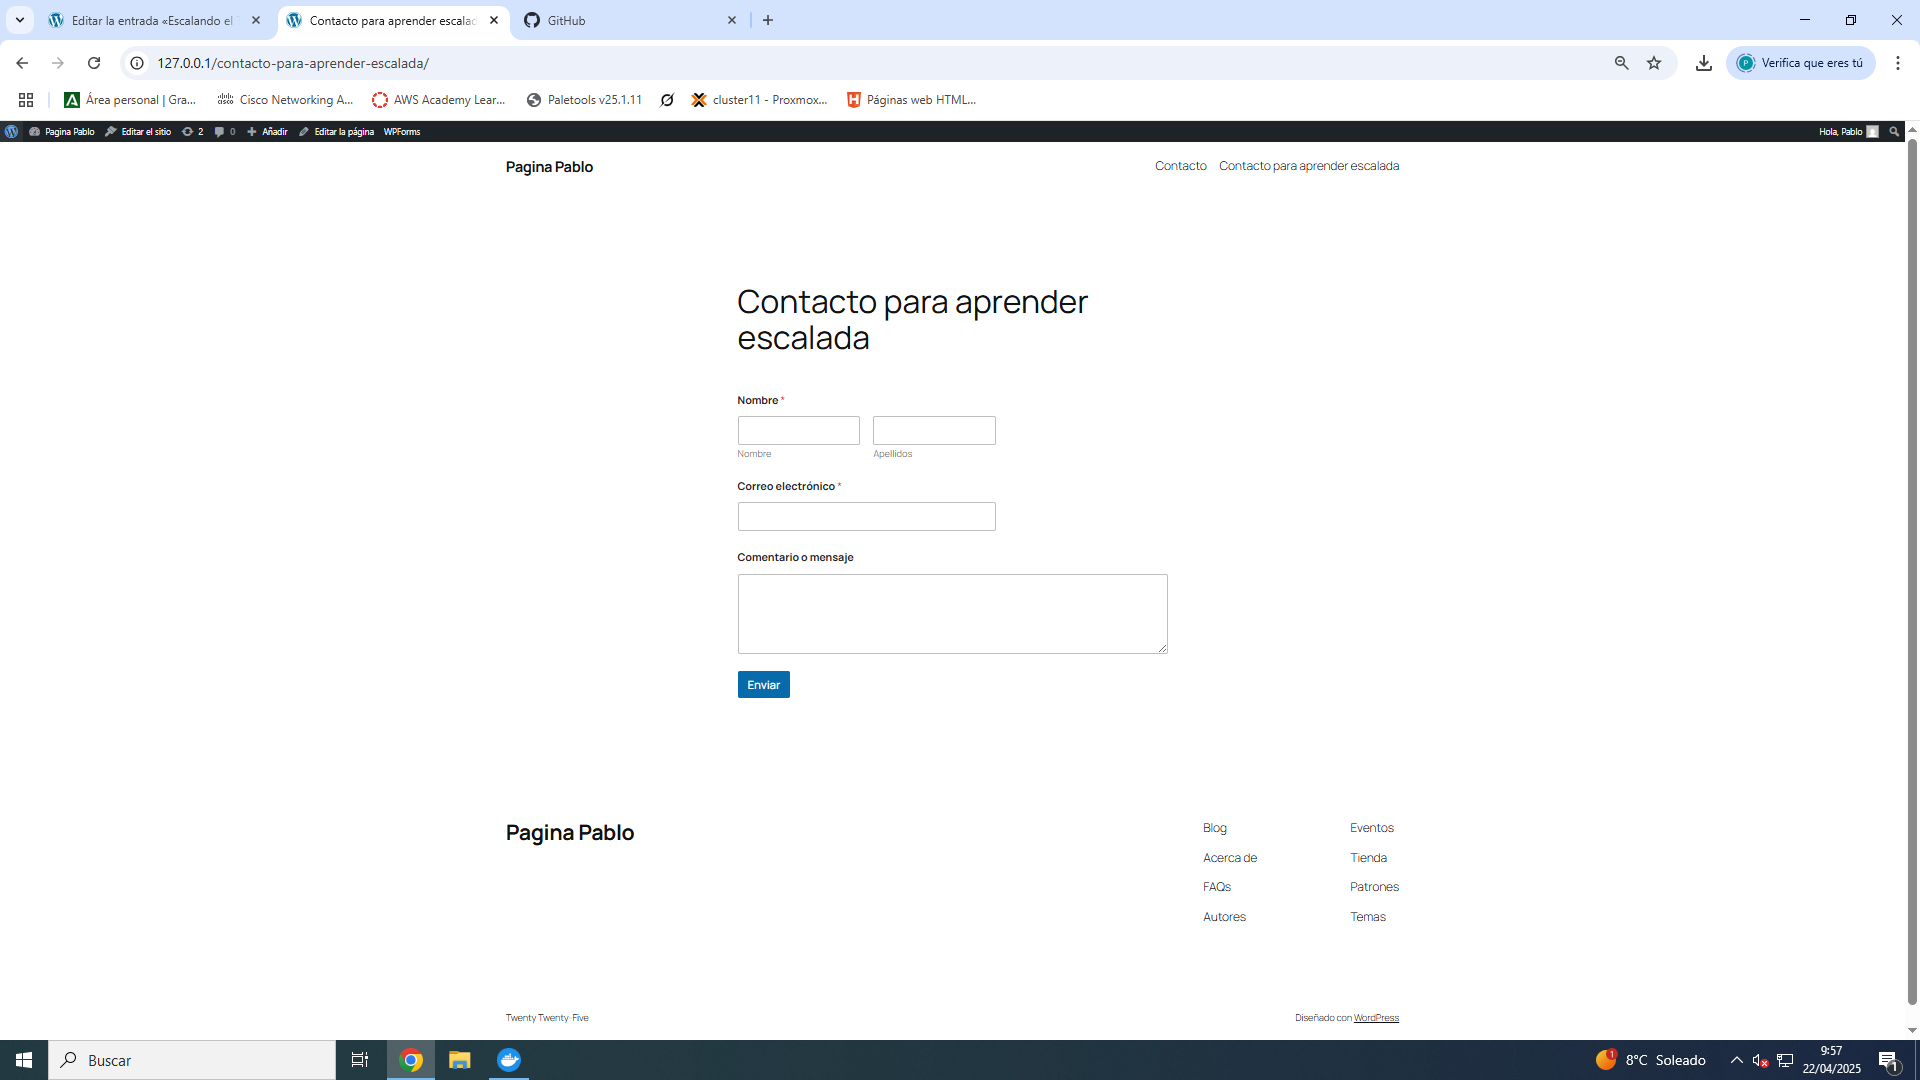 Editar la entrada «Escalando el
Contacto para aprender escalad
GitHub
127.0.0.1/contacto-para-aprender-escalada/
Verifica que eres tú
Área personal | Gra...
Cisco Networking A...
AWS Academy Lear...
Paletools v25.1.11
cluster11 - Proxmox...
Páginas web HTML...
Pagina Pablo
Editar el sitio
2
0
Añadir
Editar la página
WPForms
Hola, Pablo
Pagina Pablo
Contacto
Contacto para aprender escalada
Contacto para aprender
escalada
Nombre *
Nombre
Apellidos
Correo electrónico *
Comentario o mensaje
Enviar
Pagina Pablo
Blog
Eventos
Acerca de
Tienda
FAQs
Patrones
Autores
Temas
Twenty Twenty-Five
Diseñado con WordPress
Buscar
1
8°C Soleado
9:57
22/04/2025
1